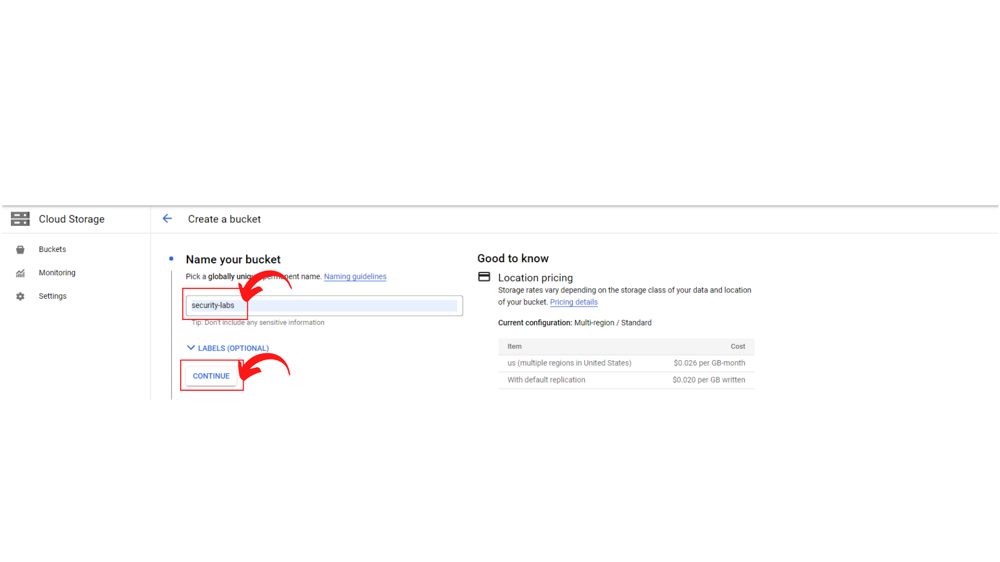 Cloud Storage
Create a bucket
Buckets
Monitoring
Settings
Name your bucket
Pick a globally uniqu permanent name. Naming guidelines
security-labs
Tip: Don't include any sensitive information
LABELS (OPTIONAL)
CONTINUE
Good to know
Location pricing
Storage rates vary depending on the storage class of your data and location
of your bucket. Pricing details
Current configuration: Multi-region / Standard
Item Cost
us (multiple regions in United States) $0.026 per GB-month
With default replication $0.020 per GB written